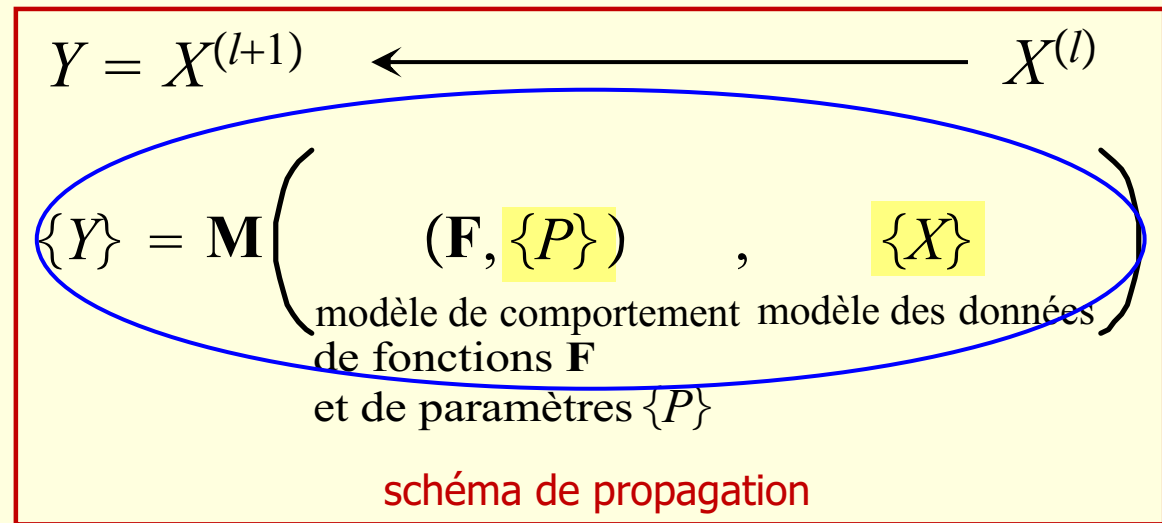 Y = X^(l+1) ← X^(l)
{Y} = M( (F, {P}) , {X} )
modèle de comportement modèle des données
de fonctions F
et de paramètres {P}
schéma de propagation